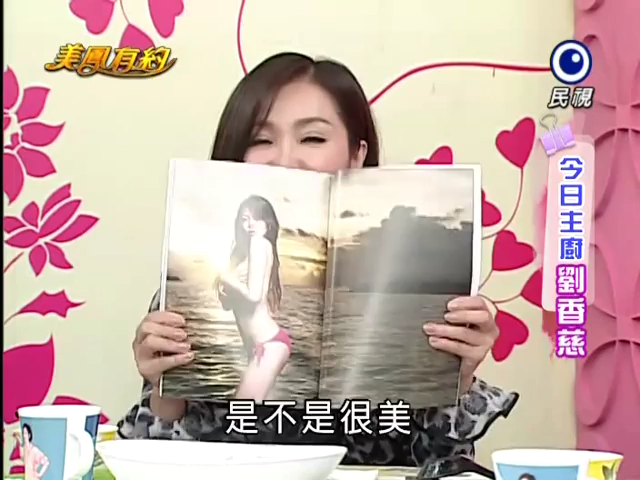 美鳳有約
民視
今日主廚
劉香慈
是不是很美